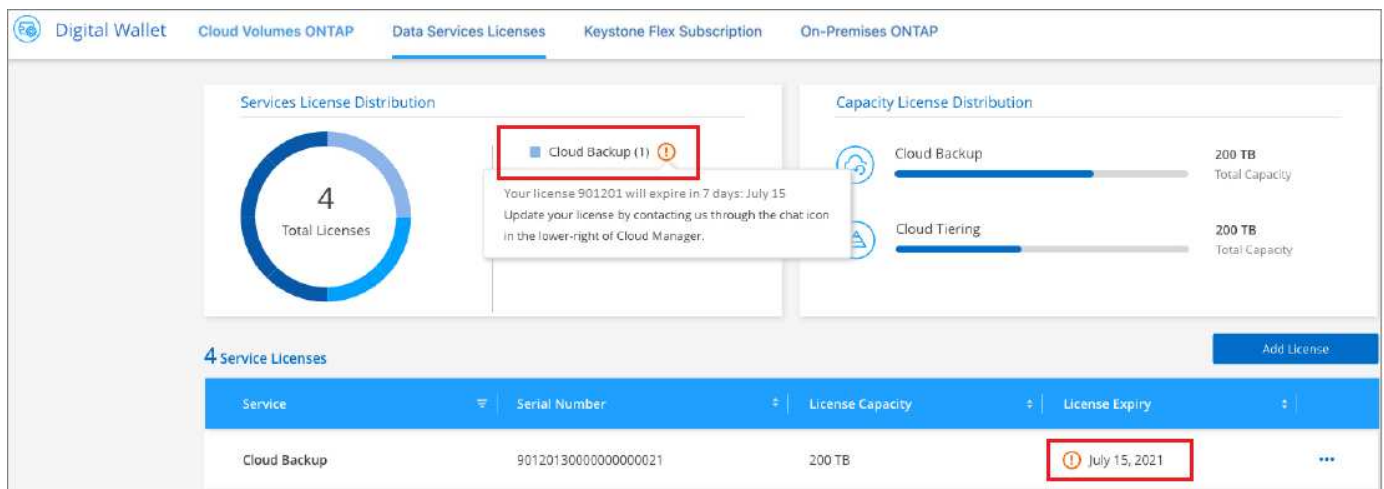 Digital Wallet
Cloud Volumes ONTAP
Data Services Licenses
Keystone Flex Subscription
On-Premises ONTAP
Services License Distribution
4
Total Licenses
Cloud Backup (1)
Your license 901201 will expire in 7 days: July 15
Update your license by contacting us through the chat icon
in the lower-right of Cloud Manager.
Capacity License Distribution
Cloud Backup
200 TB
Total Capacity
Cloud Tiering
200 TB
Total Capacity
4 Service Licenses
Add License
Service
Serial Number
License Capacity
License Expiry
Cloud Backup
90120130000000000021
200 TB
July 15, 2021